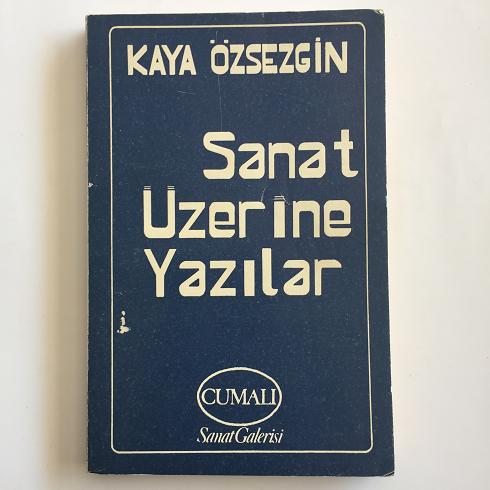 KAYA ÖZSEZGİN
Sanat
Üzerine
Yazılar
CUMALI
Sanat Galerisi